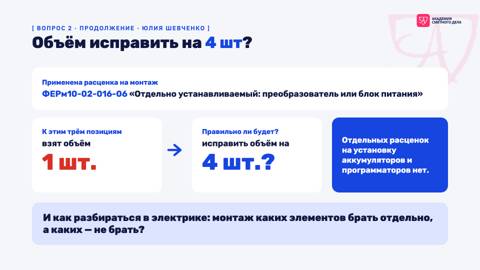 [ ВОПРОС 2 · ПРОДОЛЖЕНИЕ · ЮЛИЯ ШЕВЧЕНКО ]
АКАДЕМИЯ
СМЕТНОГО ДЕЛА
Объём исправить на 4 шт?
Применена расценка на монтаж
ФЕРм10-02-016-06 «Отдельно устанавливаемый: преобразователь или блок питания»
К этим трём позициям
взят объём
1 шт.
→
Правильно ли будет?
исправить объём на
4 шт.?
Отдельных расценок
на установку
аккумуляторов и
программаторов нет.
И как разбираться в электрике: монтаж каких элементов брать отдельно,
а каких — не брать?